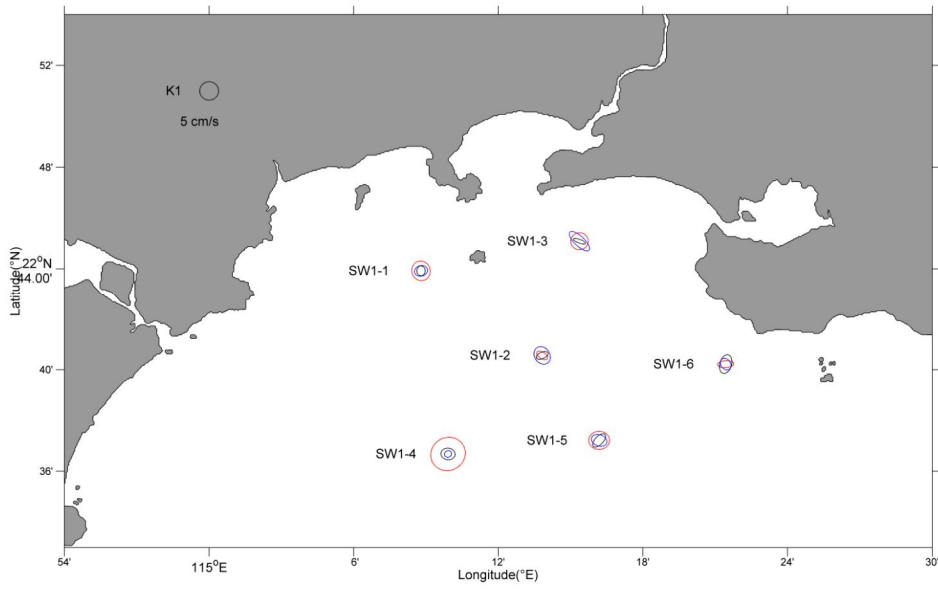 52'
K1
5 cm/s
48'
SW1-3
22°N
44.00'
SW1-1
Latitude(°N)
SW1-2
40'
SW1-6
SW1-5
SW1-4
36'
54'
115°E
6'
12'
18'
24'
30'
Longitude(°E)